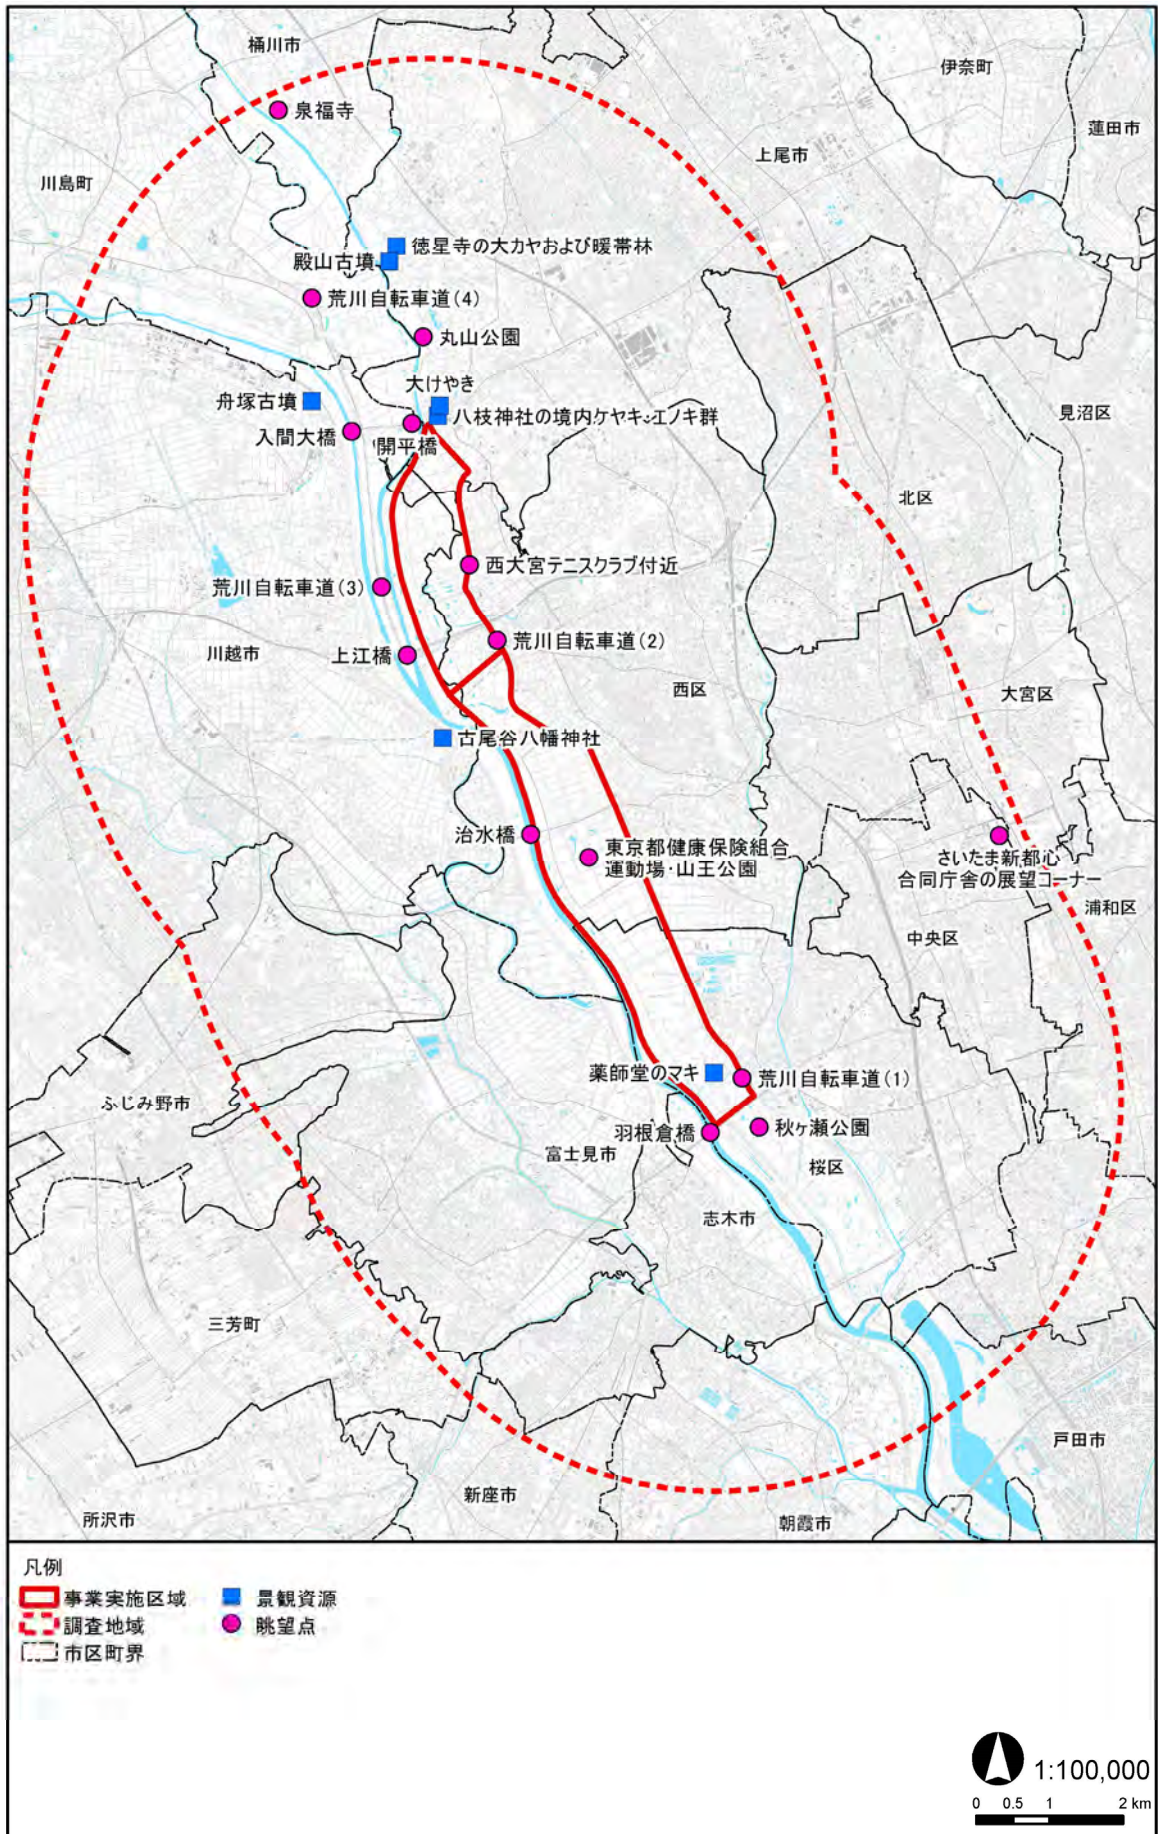 桶川市
伊奈町
泉福寺
蓮田市
上尾市
川島町
徳星寺の大カヤおよび暖帯林
殿山古墳
荒川自転車道(4)
丸山公園
大けやき
舟塚古墳
八枝神社の境内ケヤキ・エノキ群
見沼区
入間大橋
開平橋
北区
西大宮テニスクラブ付近
荒川自転車道(3)
荒川自転車道(2)
川越市
上江橋
西区
大宮区
古尾谷八幡神社
治水橋
東京都健康保険組合
運動場・山王公園
さいたま新都心
合同庁舎の展望コーナー
浦和区
中央区
薬師堂のマキ
荒川自転車道(1)
ふじみ野市
羽根倉橋
秋ヶ瀬公園
富士見市
桜区
志木市
三芳町
戸田市
新座市
所沢市
朝霞市
凡例
事業実施区域
景観資源
調査地域
眺望点
市区町界
1:100,000
0 0.5 1 2 km